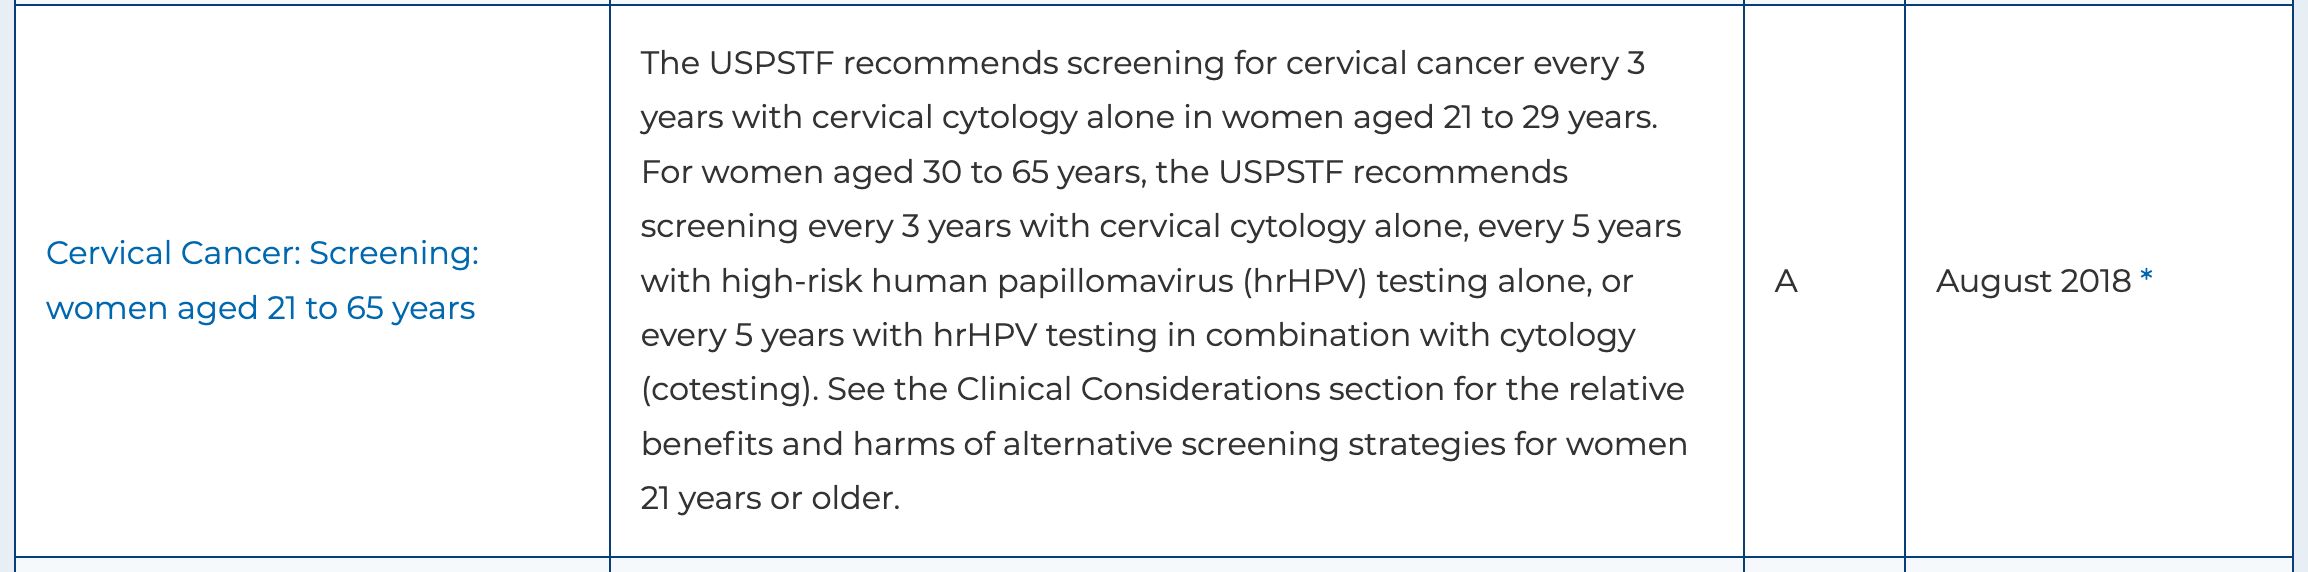 Cervical Cancer: Screening:
women aged 21 to 65 years
The USPSTF recommends screening for cervical cancer every 3
years with cervical cytology alone in women aged 21 to 29 years.
For women aged 30 to 65 years, the USPSTF recommends
screening every 3 years with cervical cytology alone, every 5 years
with high-risk human papillomavirus (hrHPV) testing alone, or
every 5 years with hrHPV testing in combination with cytology
(cotesting). See the Clinical Considerations section for the relative
benefits and harms of alternative screening strategies for women
21 years or older.
A
August 2018 *